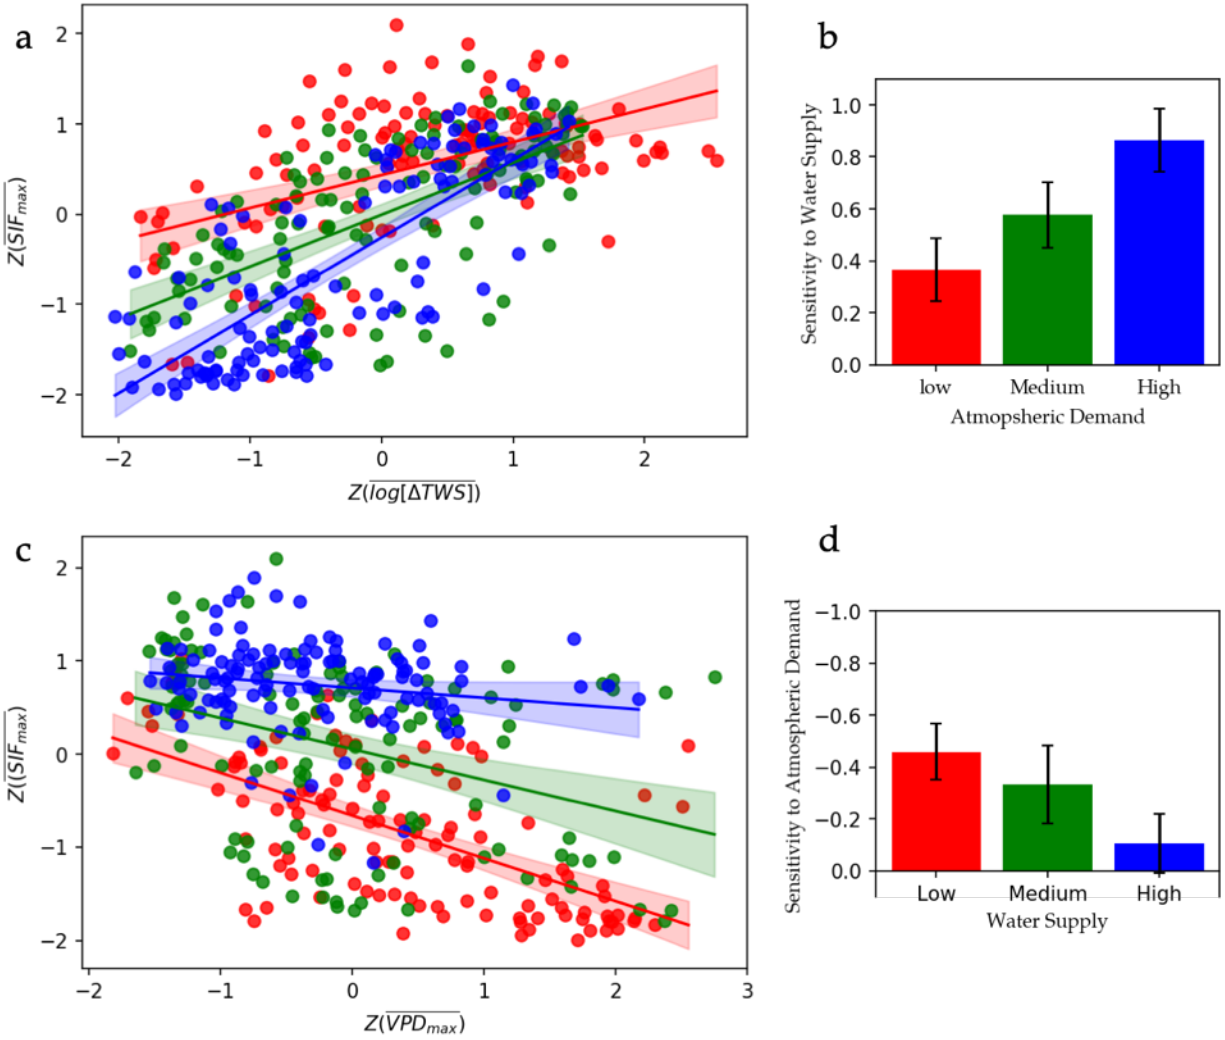 a
2
1
0
−1
−2
Z(SIF_max)
−2 −1 0 1 2
Z(log[ΔTWS])
b
1.0
0.8
0.6
0.4
0.2
0.0
Sensitivity to Water Supply
low Medium High
Atmopsheric Demand
c
2
1
0
−1
−2
Z((SIF_max)
−2 −1 0 1 2 3
Z(VPD_max)
d
−1.0
−0.8
−0.6
−0.4
−0.2
0.0
Sensitivity to Atmospheric Demand
Low Medium High
Water Supply